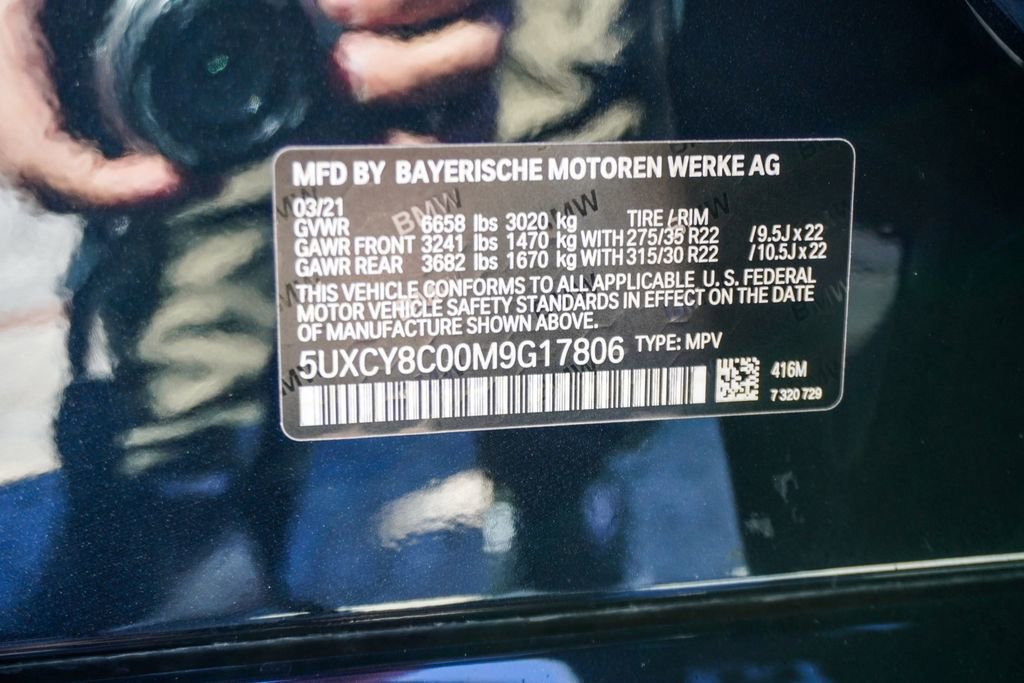 MFD BY BAYERISCHE MOTOREN WERKE AG
03/21
GVWR 6658 lbs 3020 kg TIRE / RIM
GAWR FRONT 3241 lbs 1470 kg WITH 275/35 R22 /9.5J x 22
GAWR REAR 3682 lbs 1670 kg WITH 315/30 R22 /10.5J x 22
THIS VEHICLE CONFORMS TO ALL APPLICABLE U. S. FEDERAL
MOTOR VEHICLE SAFETY STANDARDS IN EFFECT ON THE DATE
OF MANUFACTURE SHOWN ABOVE.
5UXCY8C00M9G17806 TYPE: MPV
416M
7 320 729
BMW